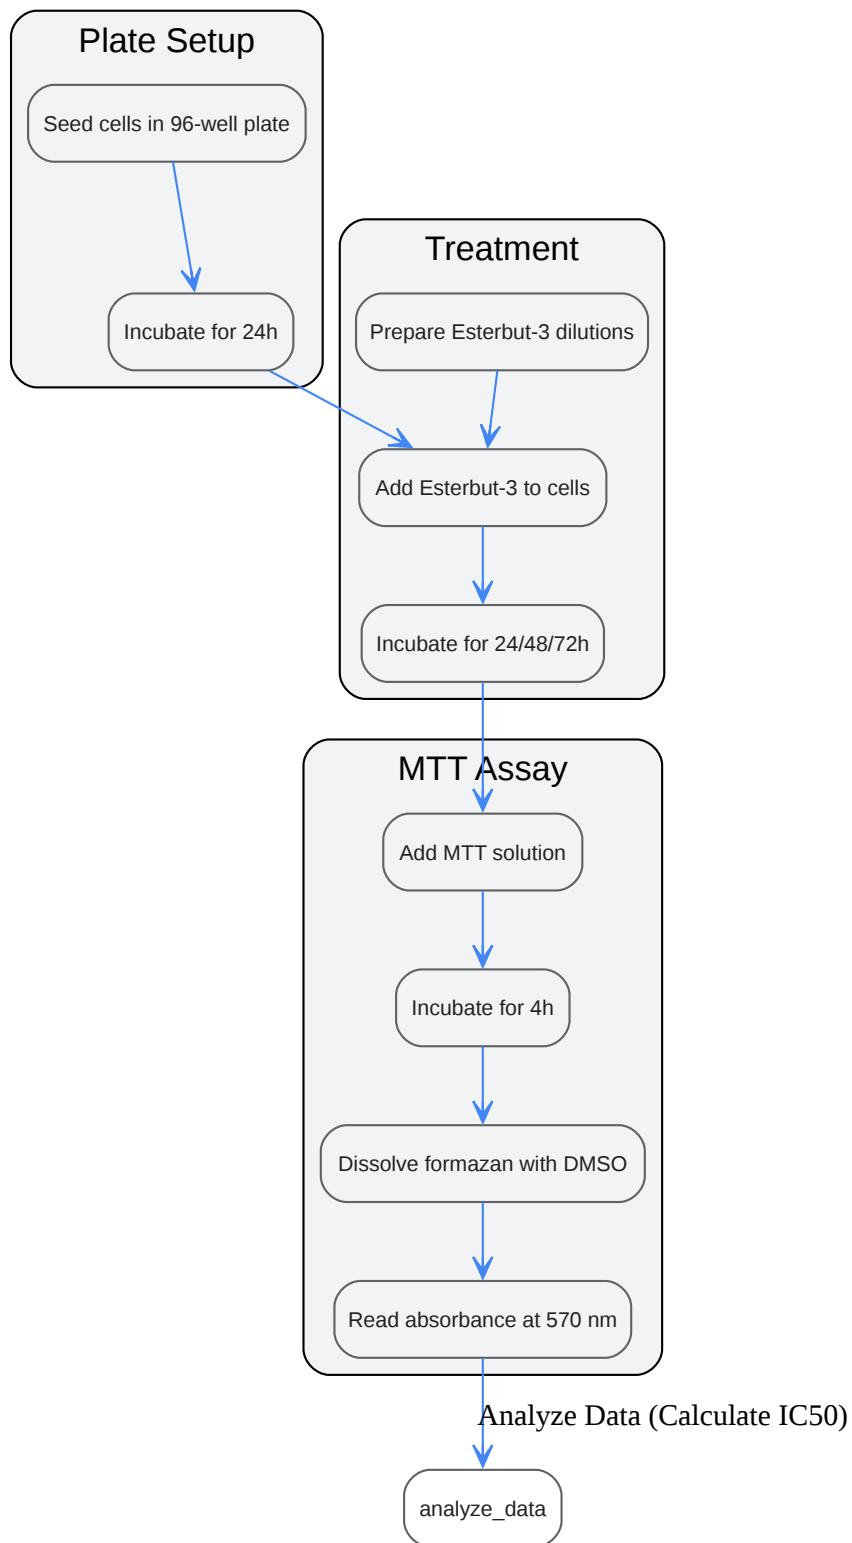 Plate Setup
Seed cells in 96-well plate
Incubate for 24h
Treatment
Prepare Esterbut-3 dilutions
Add Esterbut-3 to cells
Incubate for 24/48/72h
MTT Assay
Add MTT solution
Incubate for 4h
Dissolve formazan with DMSO
Read absorbance at 570 nm
Analyze Data (Calculate IC50)
analyze_data